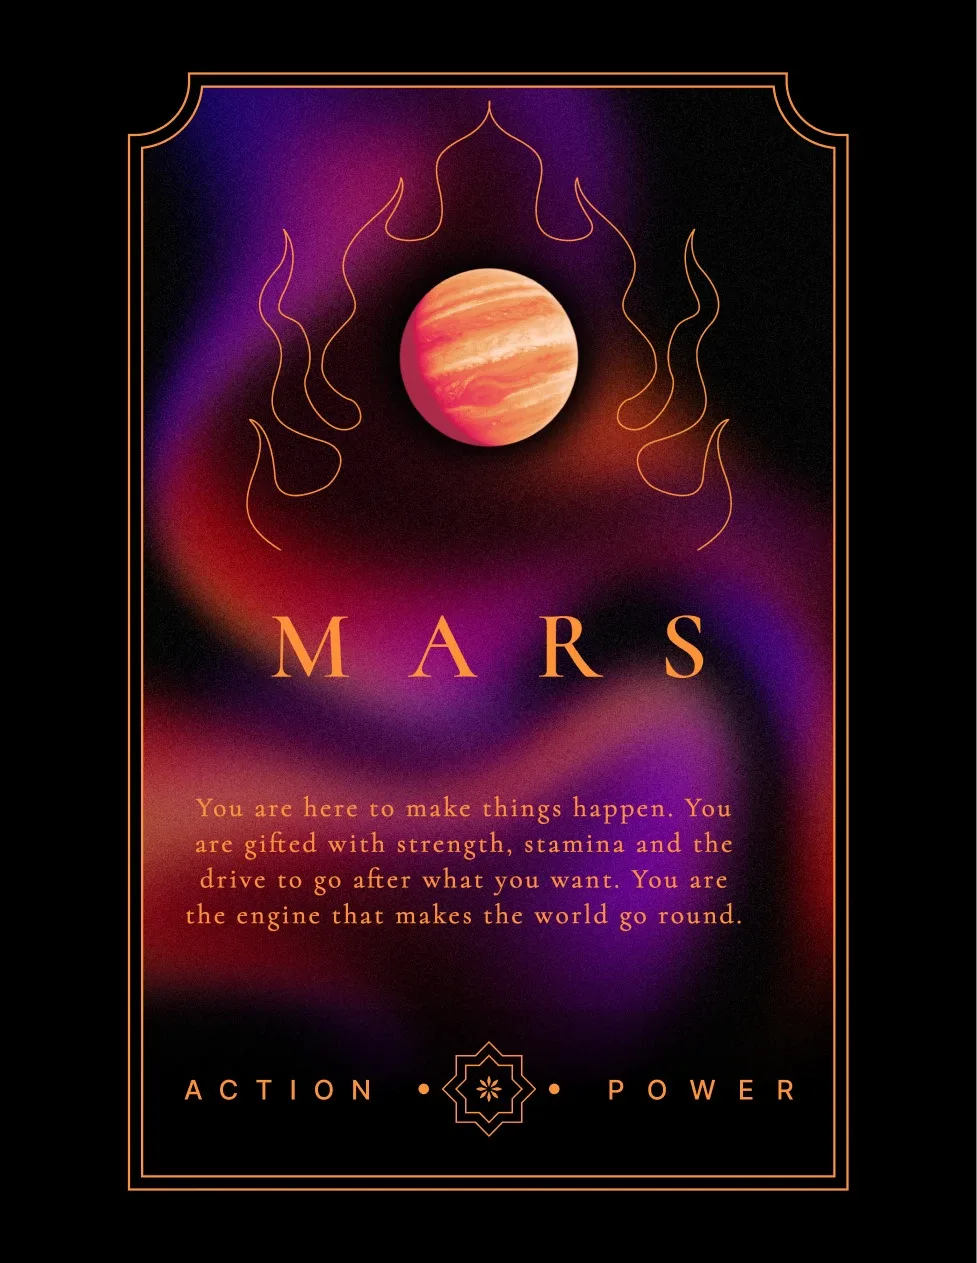 MARS
You are here to make things happen. You
are gifted with strength, stamina and the
drive to go after what you want. You are
the engine that makes the world go round.
ACTION • • POWER